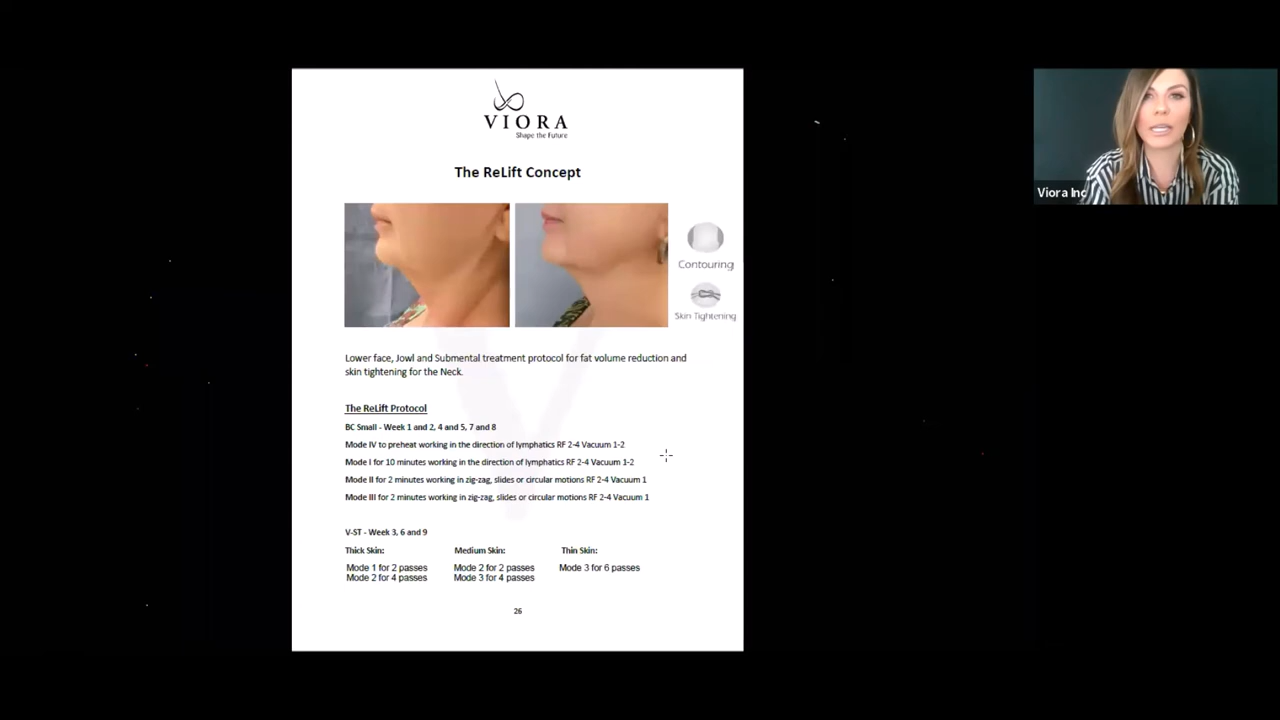 VIORA
Shape the Future
The ReLift Concept
Contouring
Skin Tightening
Lower face, Jowl and Submental treatment protocol for fat volume reduction and
skin tightening for the Neck.
The ReLift Protocol
BC Small - Week 1 and 2, 4 and 5, 7 and 8
Mode IV to preheat working in the direction of lymphatics RF 2-4 Vacuum 1-2
Mode I for 10 minutes working in the direction of lymphatics RF 2-4 Vacuum 1-2
Mode II for 2 minutes working in zig-zag, slides or circular motions RF 2-4 Vacuum 1
Mode III for 2 minutes working in zig-zag, slides or circular motions RF 2-4 Vacuum 1
V-ST - Week 3, 6 and 9
Thick Skin: Medium Skin: Thin Skin:
Mode 1 for 2 passes Mode 2 for 2 passes Mode 3 for 6 passes
Mode 2 for 4 passes Mode 3 for 4 passes
26
Viora Inc